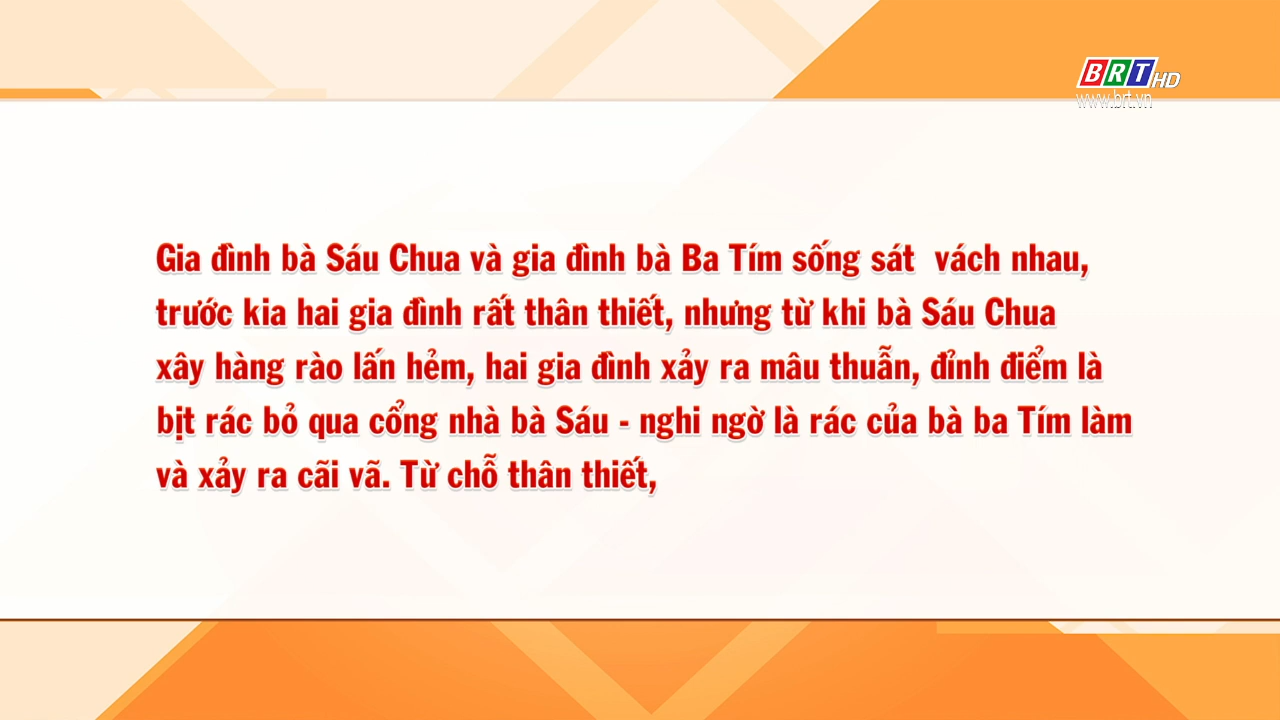 BRT HD
www.brt.vn
Gia đình bà Sáu Chua và gia đình bà Ba Tím sống sát  vách nhau,
trước kia hai gia đình rất thân thiết, nhưng từ khi bà Sáu Chua
xây hàng rào lấn hẻm, hai gia đình xảy ra mâu thuẫn, đỉnh điểm là
bịt rác bỏ qua cổng nhà bà Sáu - nghi ngờ là rác của bà ba Tím làm
và xảy ra cãi vã. Từ chỗ thân thiết,